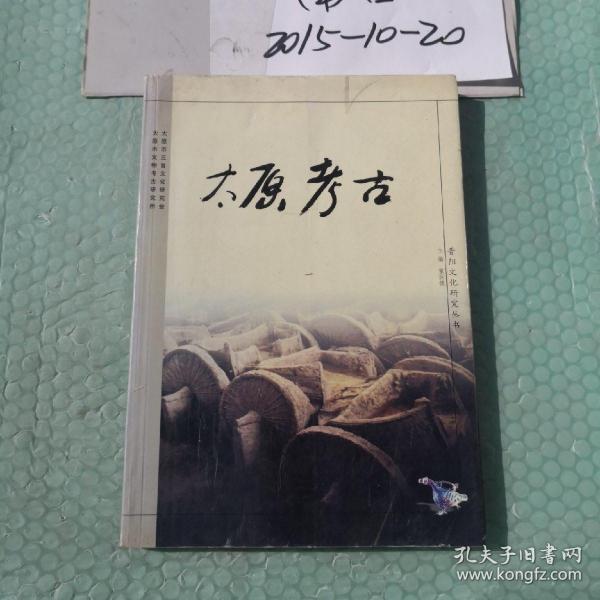 2015-10-20
太原市三晋文化研究会
太原市文物考古研究所
太原考古
晋阳文化研究丛书
主编
孔夫子旧书网
www.kongfz.com